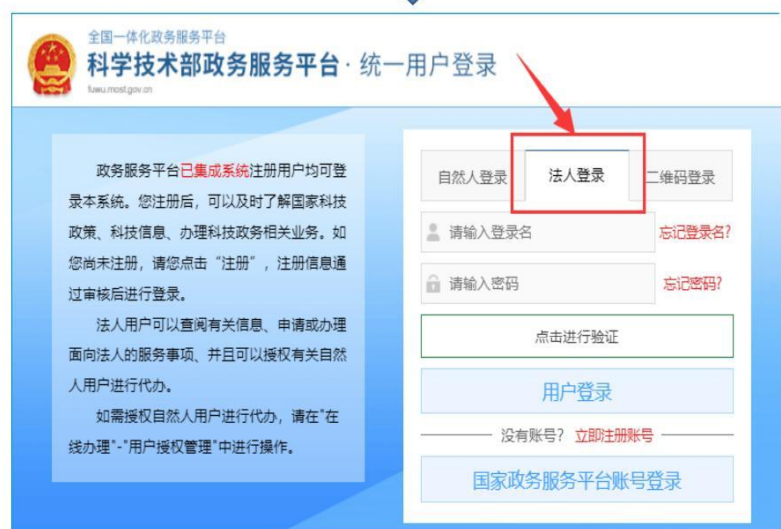 全国一体化政务服务平台
科学技术部政务服务平台·统一用户登录
fuwu.most.gov.cn
政务服务平台已集成系统注册用户均可登
录本系统。您注册后，可以及时了解国家科技
政策、科技信息、办理科技政务相关业务。如
您尚未注册，请您点击“注册”，注册信息通
过审核后进行登录。
法人用户可以查阅有关信息、申请或办理
面向法人的服务事项、并且可以授权有关自然
人用户进行代办。
如需授权自然人用户进行代办，请在"在
线办理"-"用户授权管理"中进行操作。
自然人登录 法人登录 二维码登录
请输入登录名 忘记登录名?
请输入密码 忘记密码?
点击进行验证
用户登录
没有账号? 立即注册账号
国家政务服务平台账号登录